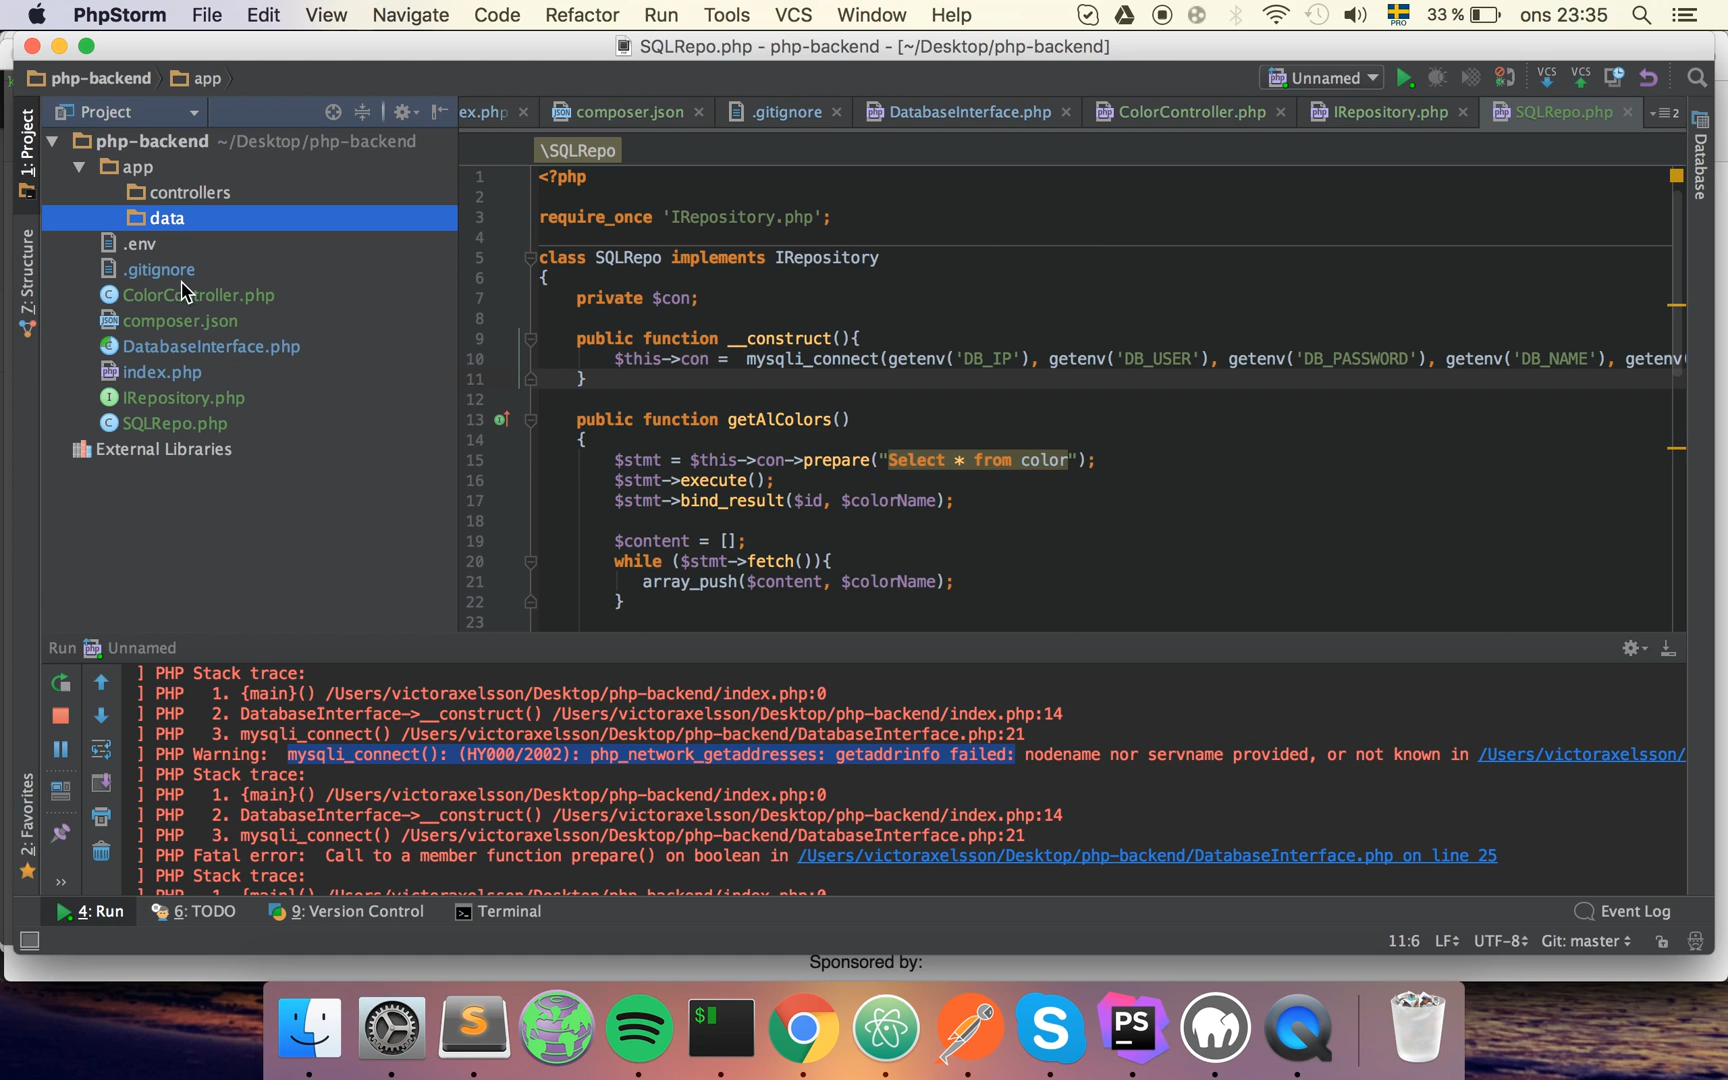 PhpStorm File Edit View Navigate Code Refactor Run Tools VCS Window Help PRO 33 % ons 23:35
SQLRepo.php - php-backend - [~/Desktop/php-backend]
php-backend app Unnamed VCS VCS
Project ex.php composer.json .gitignore DatabaseInterface.php ColorController.php IRepository.php SQLRepo.php 2
1: Project
Z: Structure
2: Favorites
Database
php-backend ~/Desktop/php-backend
app
controllers
data
.env
.gitignore
composer.json
DatabaseInterface.php
index.php
IRepository.php
SQLRepo.php
External Libraries
\SQLRepo
1 <?php
2
3 require_once 'IRepository.php';
4
5 class SQLRepo implements IRepository
6 {
7 private $con;
8
9 public function __construct(){
10 $this->con = mysqli_connect(getenv('DB_IP'), getenv('DB_USER'), getenv('DB_PASSWORD'), getenv('DB_NAME'), getenv
11 }
12
13 public function getAlColors()
14 {
15 $stmt = $this->con->prepare("Select * from color");
16 $stmt->execute();
17 $stmt->bind_result($id, $colorName);
18
19 $content = [];
20 while ($stmt->fetch()){
21 array_push($content, $colorName);
22 }
23
Run Unnamed
] PHP Stack trace:
] PHP 1. {main}() /Users/victoraxelsson/Desktop/php-backend/index.php:0
] PHP 2. DatabaseInterface->__construct() /Users/victoraxelsson/Desktop/php-backend/index.php:14
] PHP 3. mysqli_connect() /Users/victoraxelsson/Desktop/php-backend/DatabaseInterface.php:21
] PHP Warning: mysqli_connect(): (HY000/2002): php_network_getaddresses: getaddrinfo failed: nodename nor servname provided, or not known in /Users/victoraxelsson/
] PHP Stack trace:
] PHP 1. {main}() /Users/victoraxelsson/Desktop/php-backend/index.php:0
] PHP 2. DatabaseInterface->__construct() /Users/victoraxelsson/Desktop/php-backend/index.php:14
] PHP 3. mysqli_connect() /Users/victoraxelsson/Desktop/php-backend/DatabaseInterface.php:21
] PHP Fatal error: Call to a member function prepare() on boolean in /Users/victoraxelsson/Desktop/php-backend/DatabaseInterface.php on line 25
] PHP Stack trace:
4: Run 6: TODO 9: Version Control Terminal Event Log
11:6 LF UTF-8 Git: master
Sponsored by:
S $ PS S